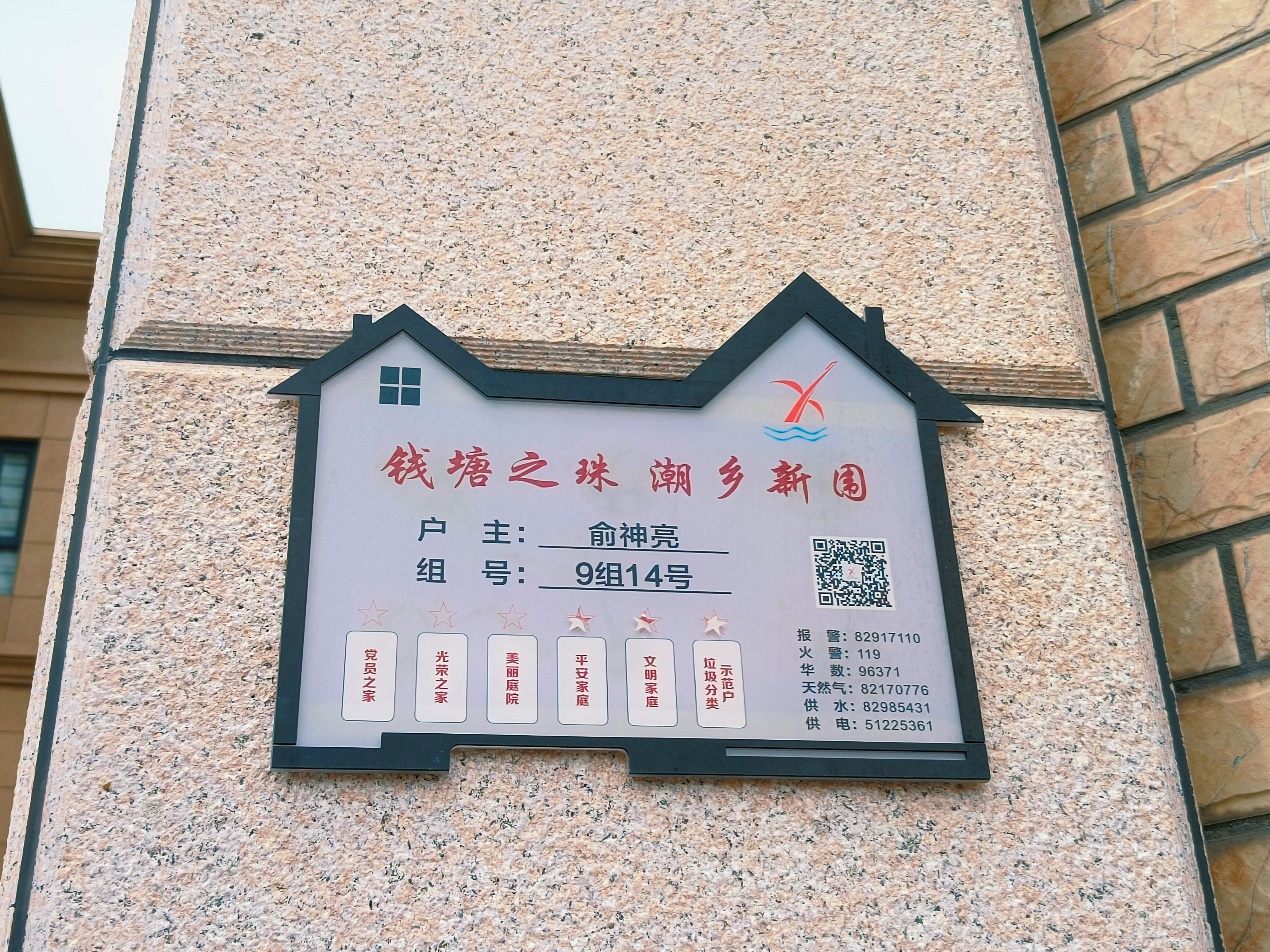 钱塘之珠 潮乡新围
户 主：俞神亮
组 号：9组14号
党员之家
光荣之家
美丽庭院
平安家庭
文明家庭
垃圾分类
示范户
报 警：82917110
火 警：119
华 数：96371
天然气：82170776
供 水：82985431
供 电：51225361